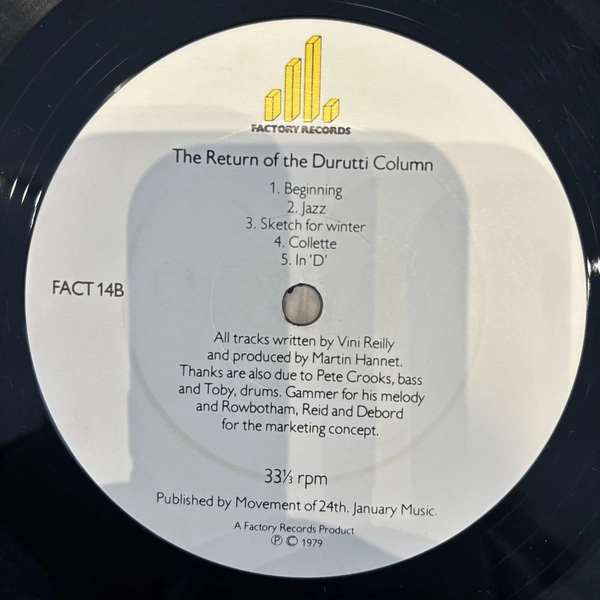 FACTORY RECORDS
The Return of the Durutti Column
1. Beginning
2. Jazz
3. Sketch for winter
4. Collette
5. In 'D'
FACT 14B
All tracks written by Vini Reilly
and produced by Martin Hannet.
Thanks are also due to Pete Crooks, bass
and Toby, drums. Gammer for his melody
and Rowbotham, Reid and Debord
for the marketing concept.
33⅓ rpm
Published by Movement of 24th. January Music.
A Factory Records Product
℗ © 1979